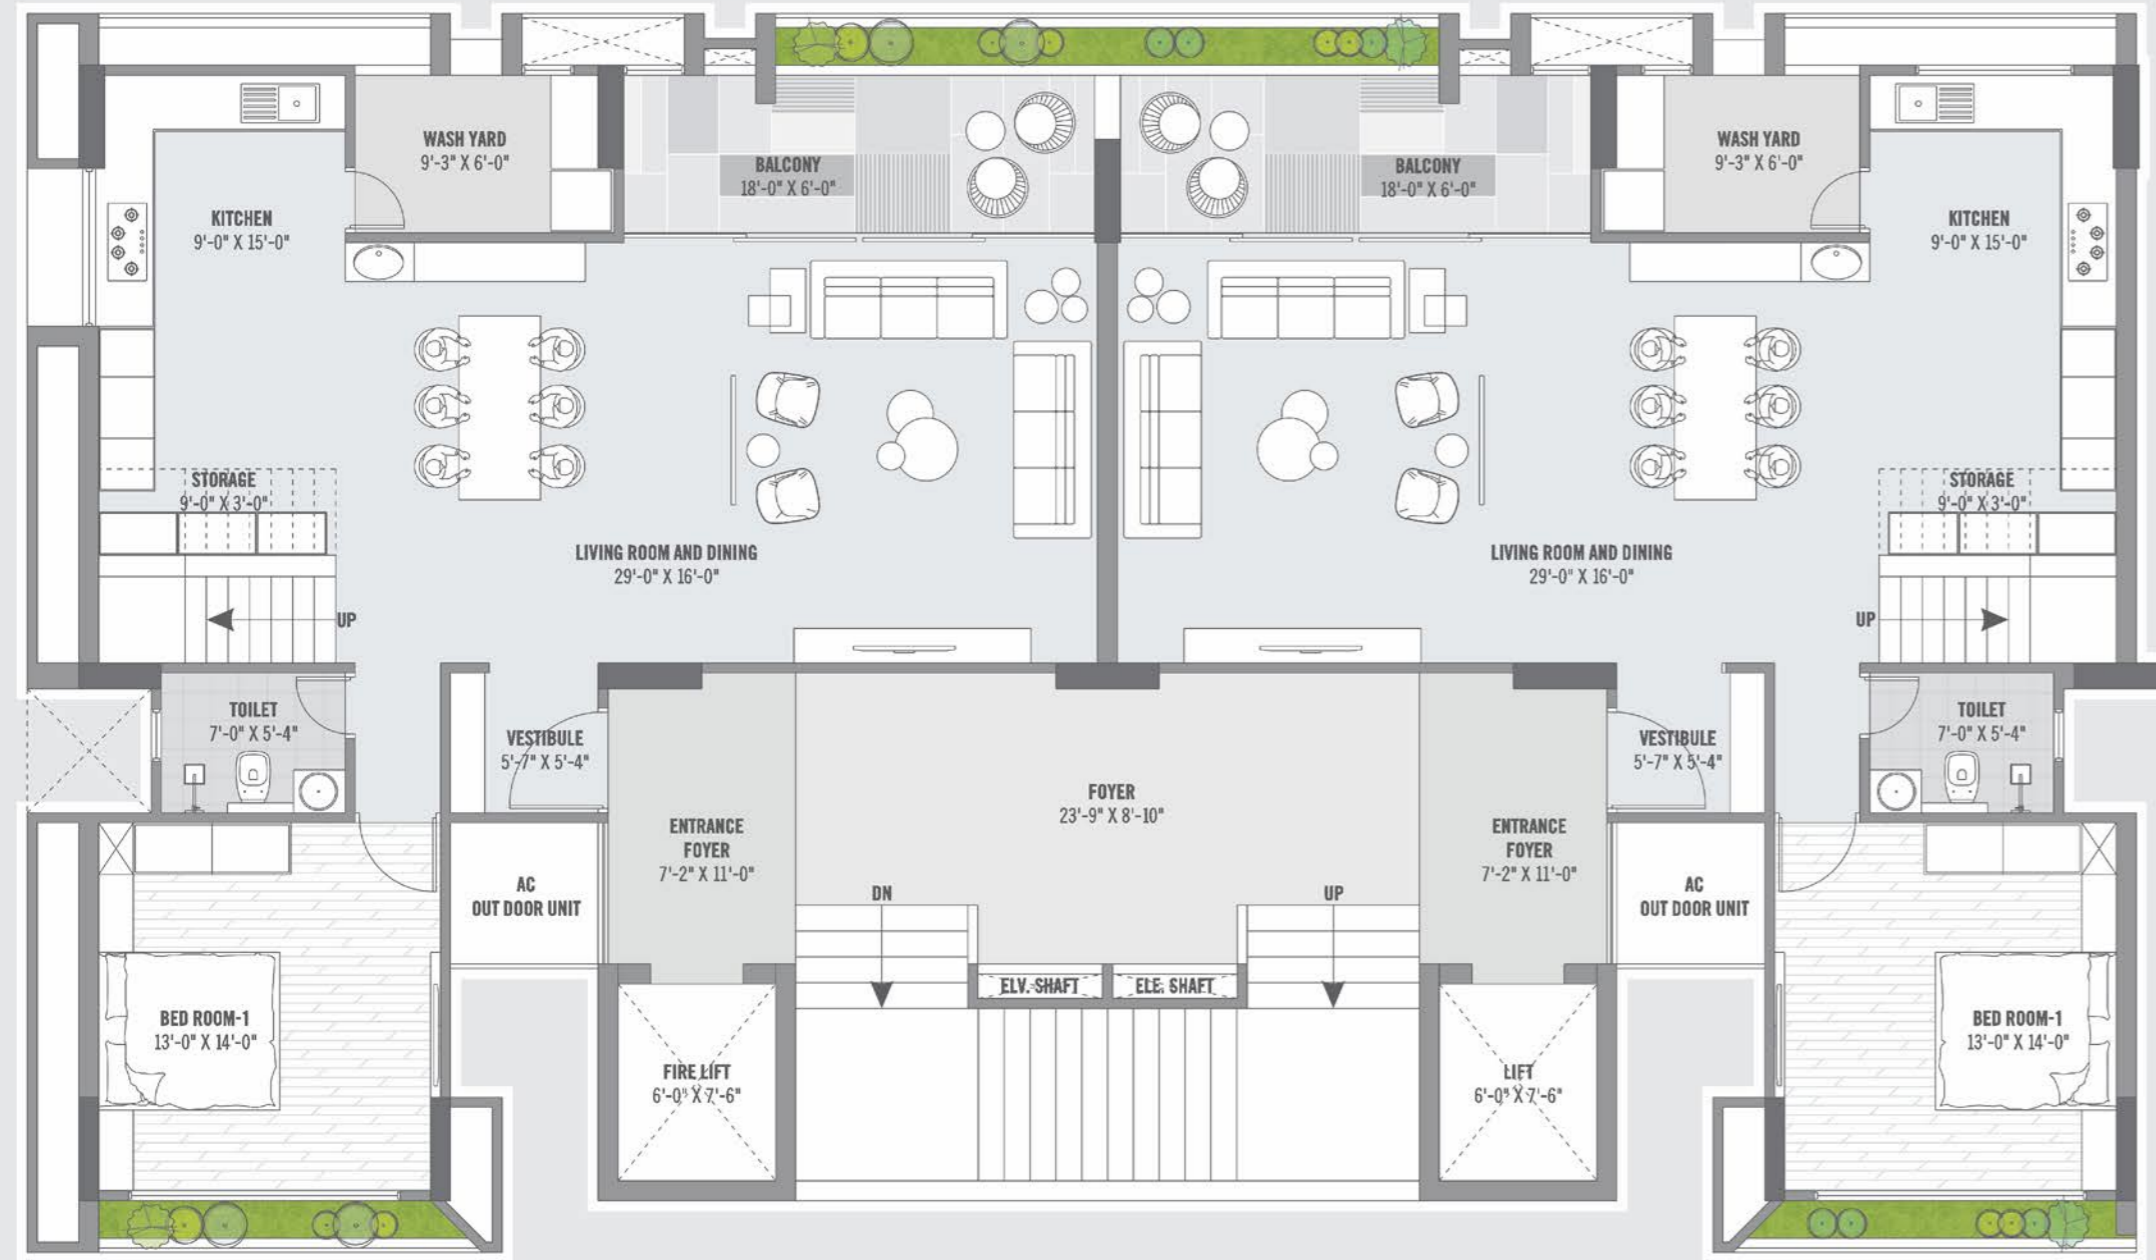 WASH YARD
9'-3" X 6'-0"
BALCONY
18'-0" X 6'-0"
BALCONY
18'-0" X 6'-0"
WASH YARD
9'-3" X 6'-0"
KITCHEN
9'-0" X 15'-0"
KITCHEN
9'-0" X 15'-0"
STORAGE
9'-0" X 3'-0"
STORAGE
9'-0" X 3'-0"
LIVING ROOM AND DINING
29'-0" X 16'-0"
LIVING ROOM AND DINING
29'-0" X 16'-0"
UP
UP
TOILET
7'-0" X 5'-4"
VESTIBULE
5'-7" X 5'-4"
VESTIBULE
5'-7" X 5'-4"
TOILET
7'-0" X 5'-4"
FOYER
23'-9" X 8'-10"
ENTRANCE
FOYER
7'-2" X 11'-0"
ENTRANCE
FOYER
7'-2" X 11'-0"
AC
OUT DOOR UNIT
DN
UP
AC
OUT DOOR UNIT
ELV. SHAFT
ELE. SHAFT
BED ROOM-1
13'-0" X 14'-0"
BED ROOM-1
13'-0" X 14'-0"
FIRE LIFT
6'-0" X 7'-6"
LIFT
6'-0" X 7'-6"